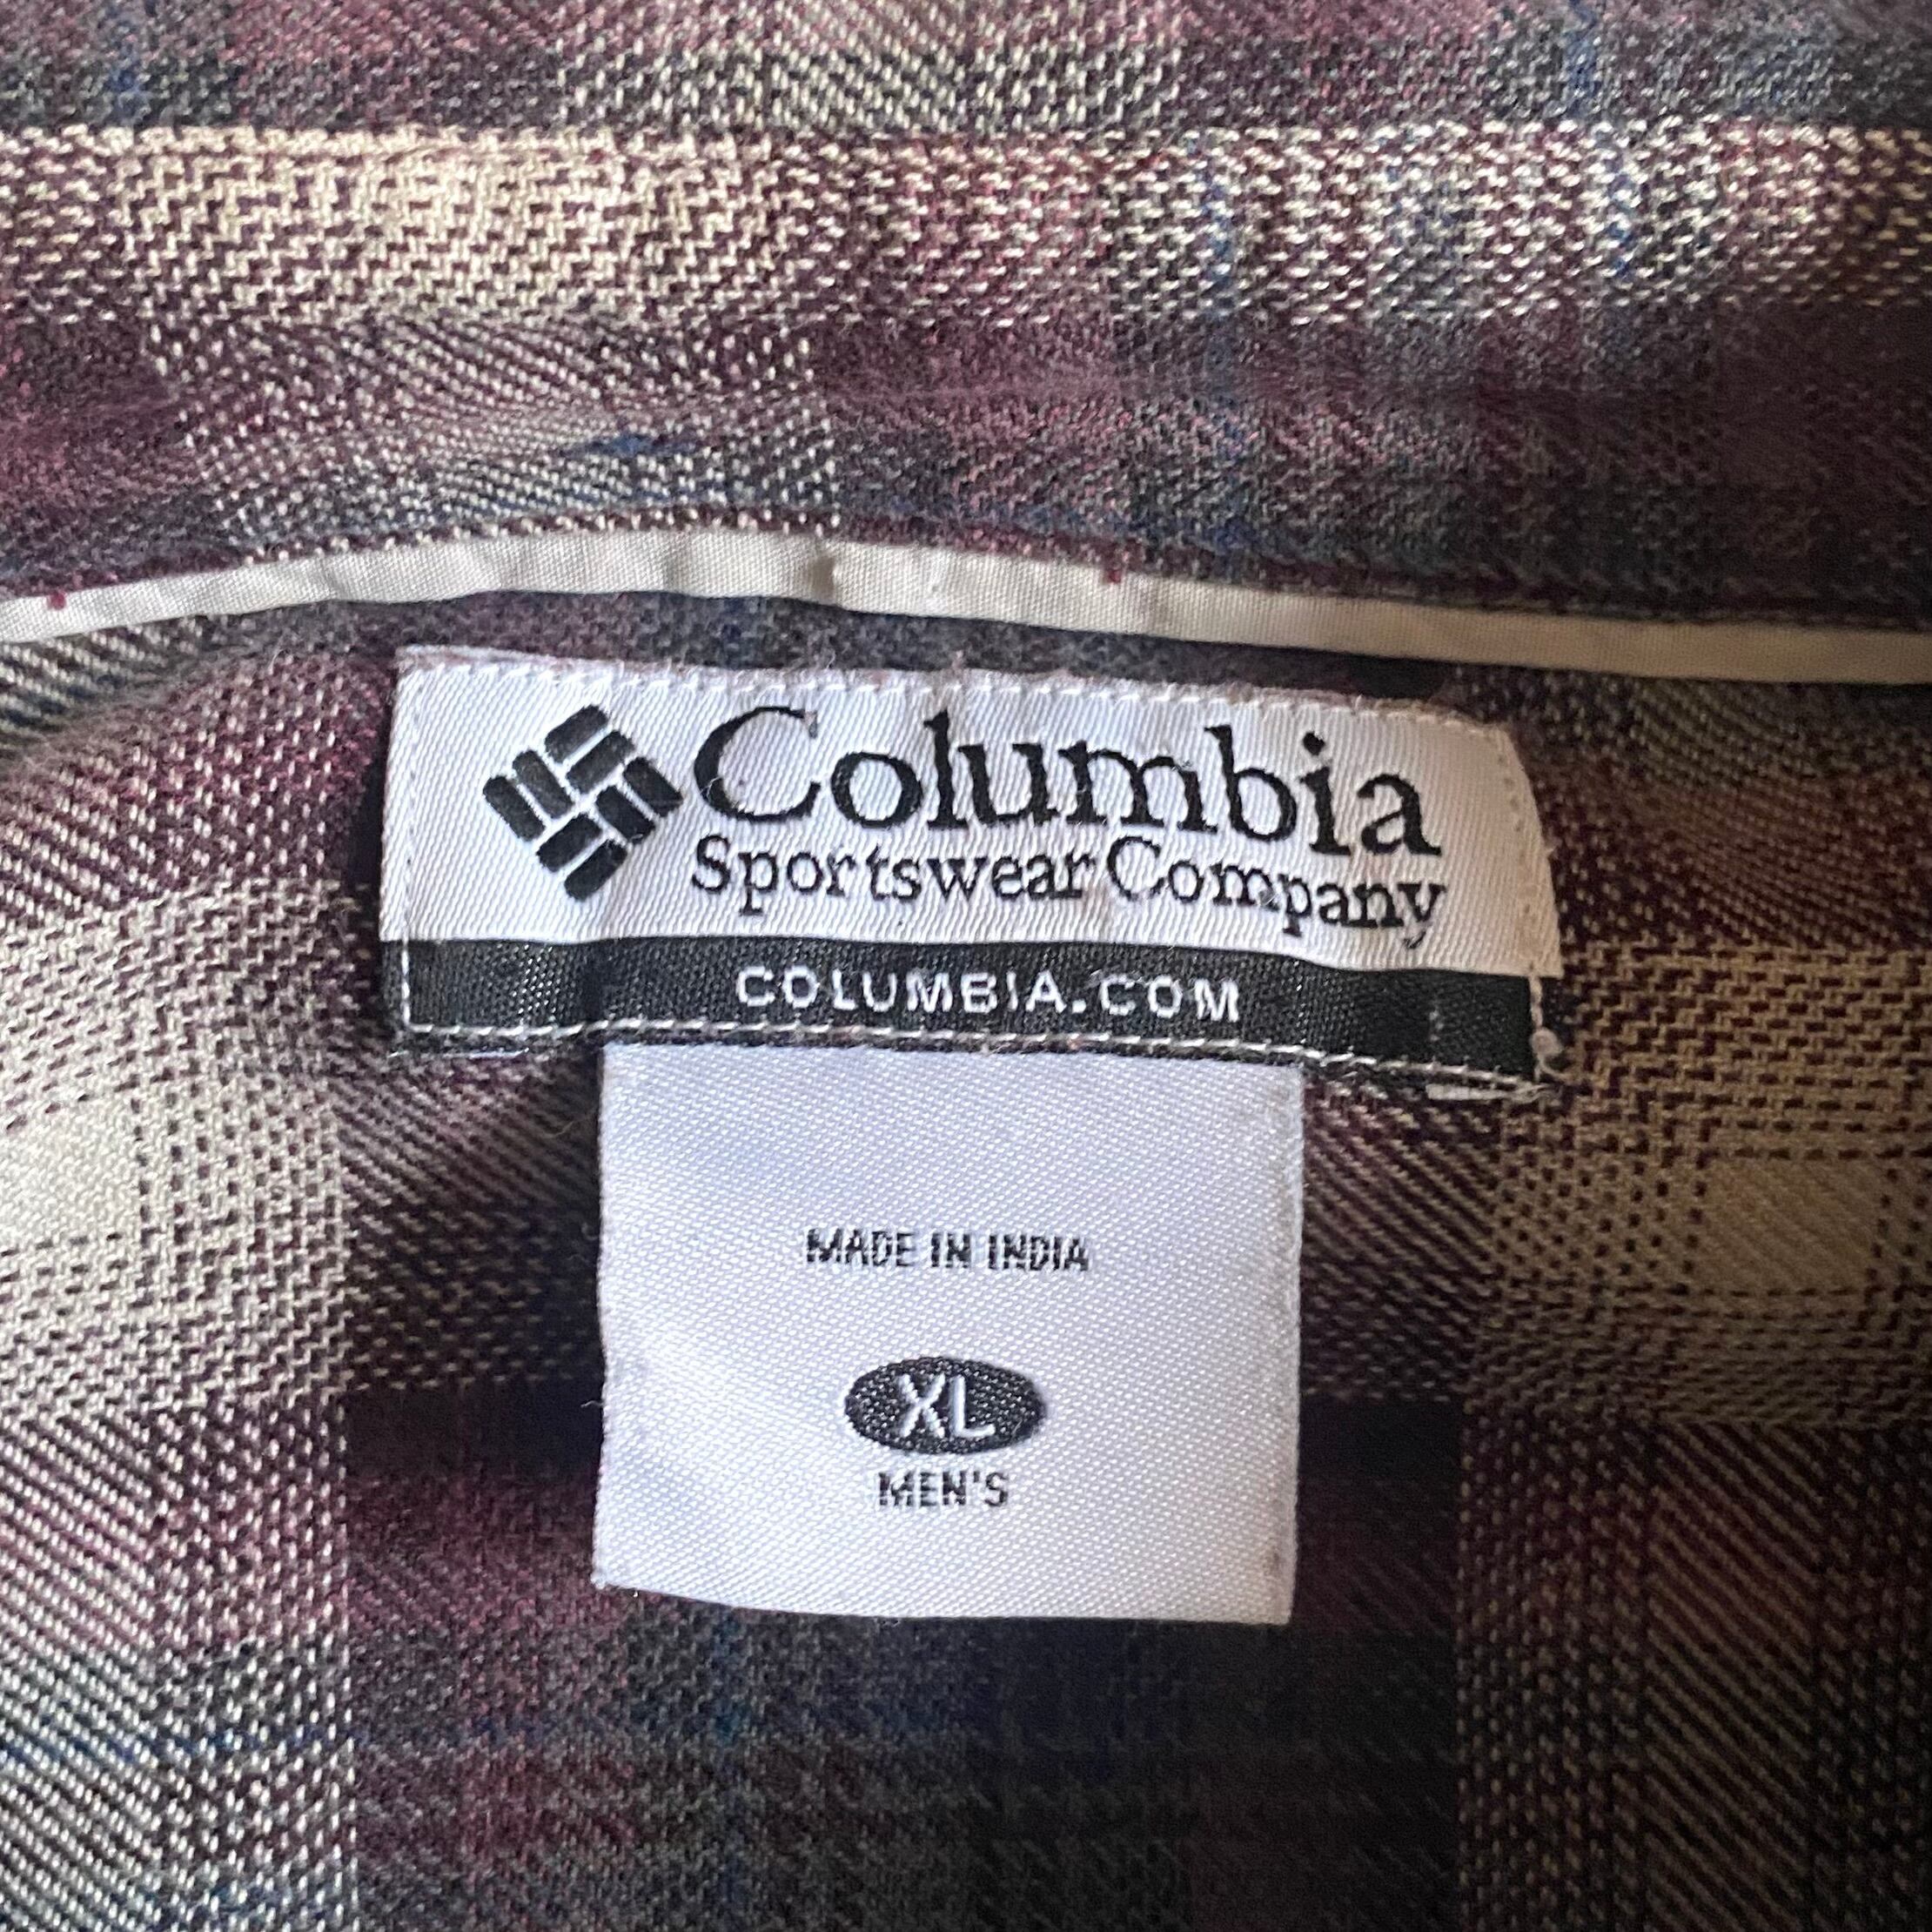 Columbia
Sportswear Company
COLUMBIA.COM
MADE IN INDIA
XL
MEN'S